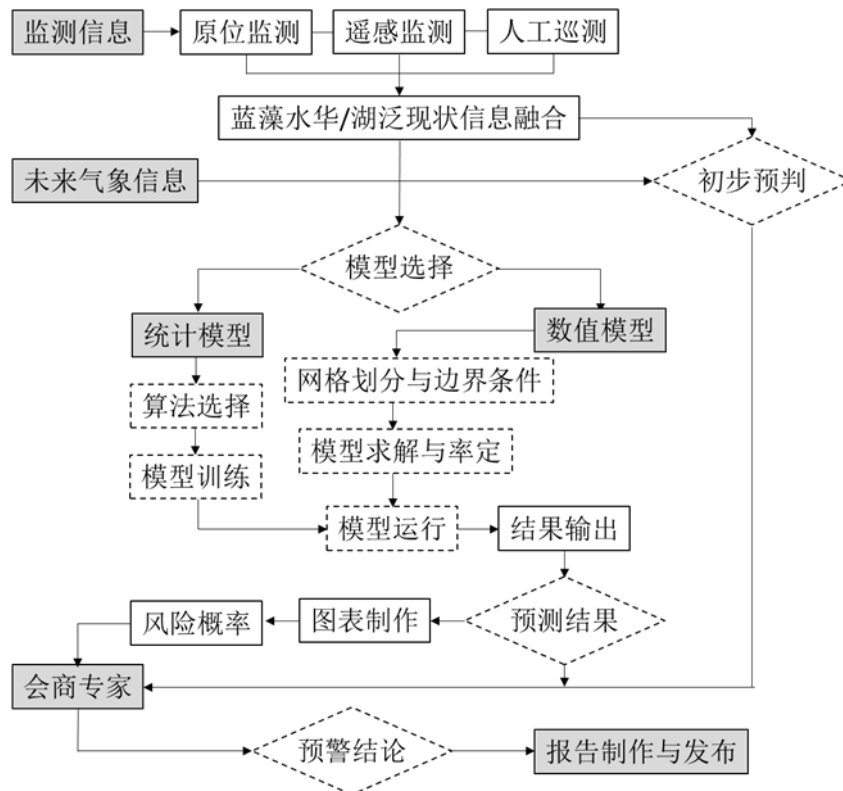 监测信息
原位监测
遥感监测
人工巡测
蓝藻水华/湖泛现状信息融合
未来气象信息
初步预判
模型选择
统计模型
数值模型
网格划分与边界条件
算法选择
模型求解与率定
模型训练
模型运行
结果输出
风险概率
图表制作
预测结果
会商专家
预警结论
报告制作与发布